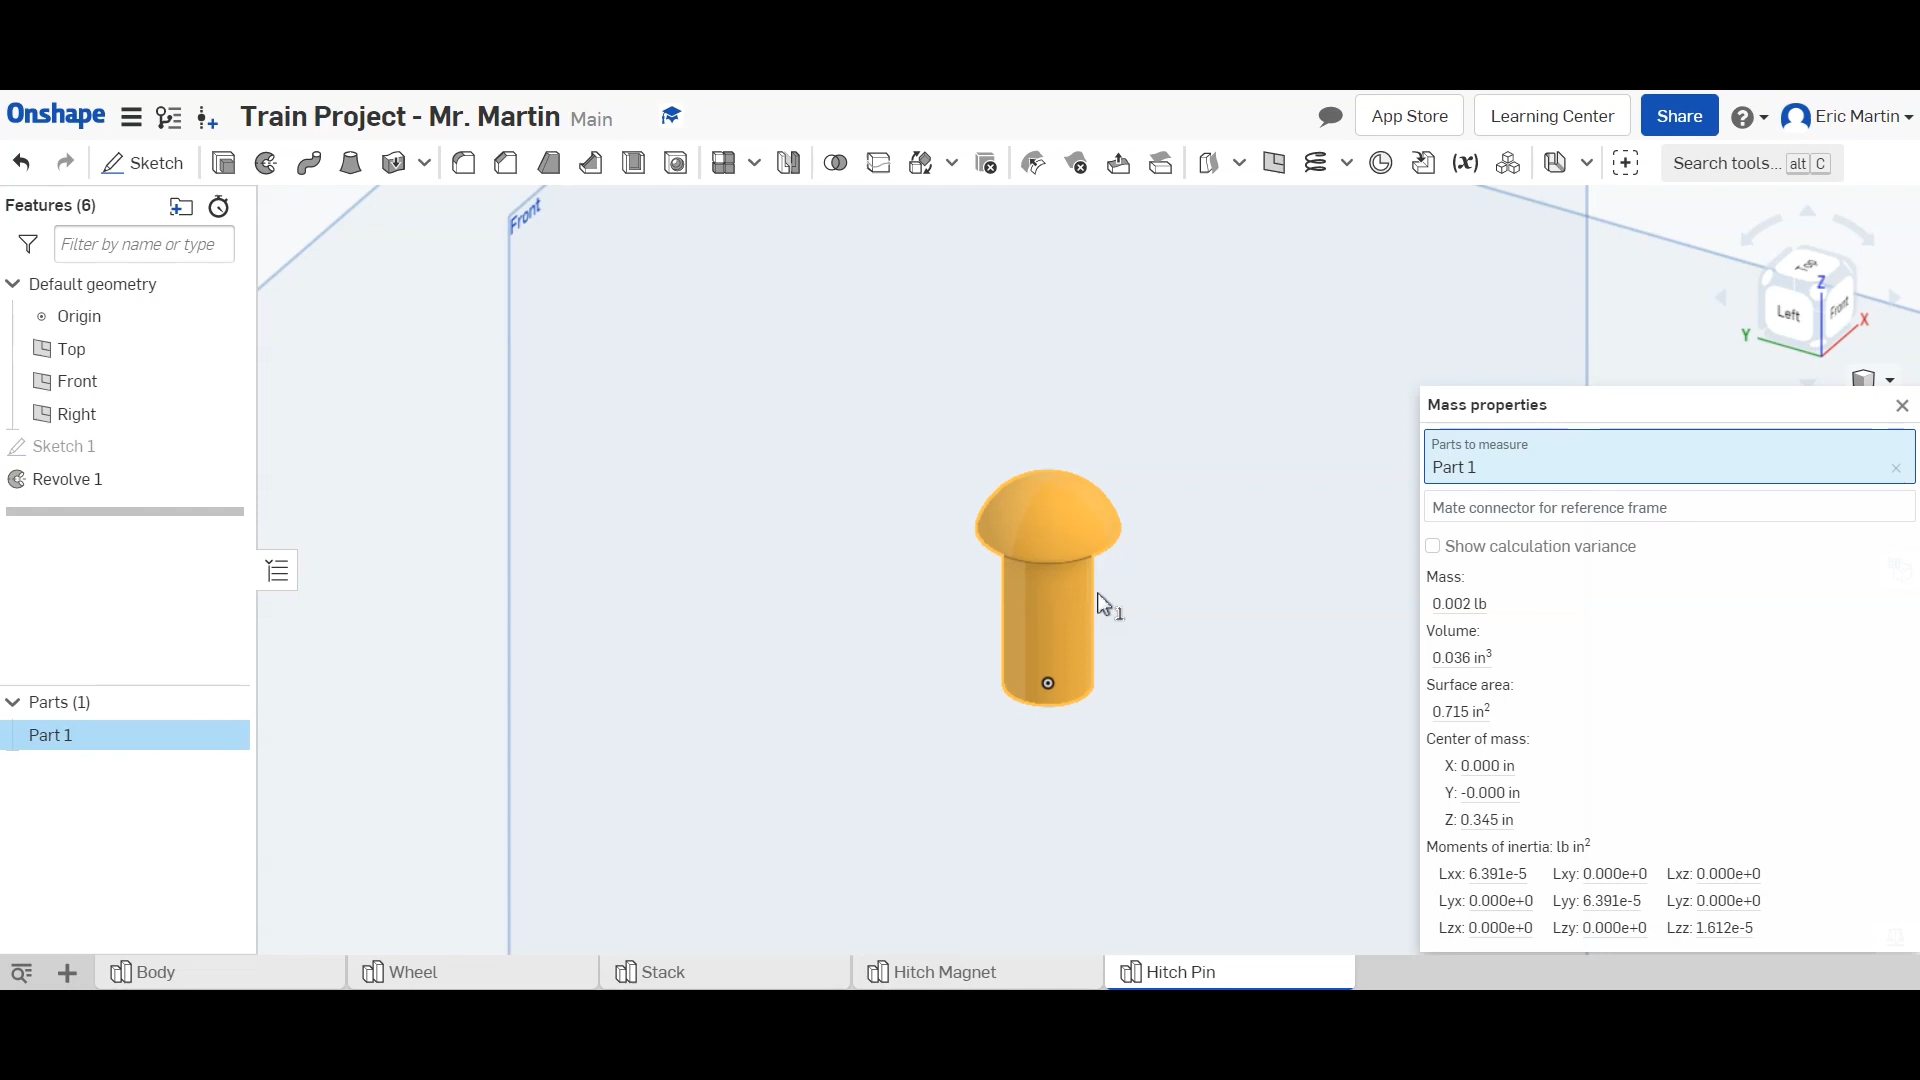 Onshape Train Project - Mr. Martin Main App Store Learning Center Share Eric Martin
Sketch Search tools... alt C
Features (6)
Filter by name or type
Default geometry
Origin
Top
Front
Right
Sketch 1
Revolve 1
Parts (1)
Part 1
Front
1
Top
Left
Front
Z
X
Y
Mass properties
Parts to measure
Part 1
Mate connector for reference frame
Show calculation variance
Mass:
0.002 lb
Volume:
0.036 in³
Surface area:
0.715 in²
Center of mass:
X: 0.000 in
Y: -0.000 in
Z: 0.345 in
Moments of inertia: lb in²
Lxx: 6.391e-5 Lxy: 0.000e+0 Lxz: 0.000e+0
Lyx: 0.000e+0 Lyy: 6.391e-5 Lyz: 0.000e+0
Lzx: 0.000e+0 Lzy: 0.000e+0 Lzz: 1.612e-5
Body Wheel Stack Hitch Magnet Hitch Pin